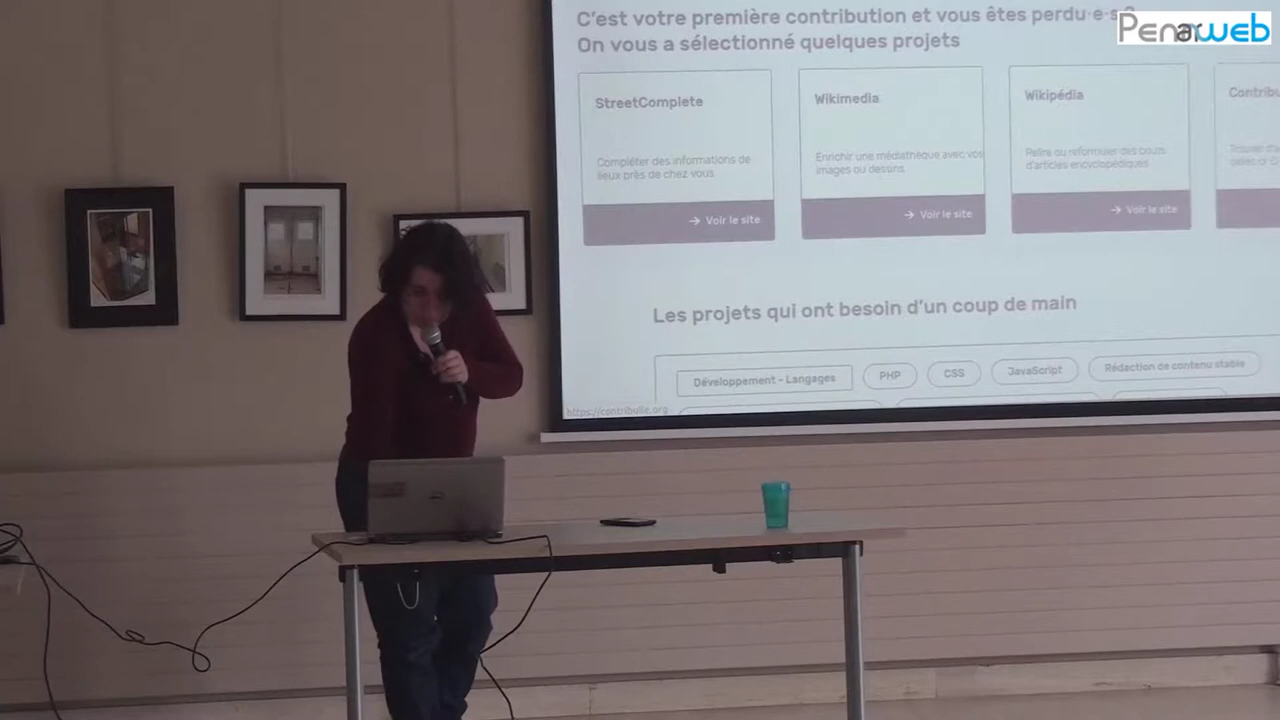 C'est votre première contribution et vous êtes perdu·e·s ?
On vous a sélectionné quelques projets
Penarweb
StreetComplete
Compléter des informations de
lieux près de chez vous
→ Voir le site
Wikimedia
Enrichir une médiathèque avec vos
images ou dessins
→ Voir le site
Wikipédia
Relire ou reformuler des bouts
d'articles encyclopédiques
→ Voir le site
Contribu
Les projets qui ont besoin d'un coup de main
Développement - Langages
PHP
CSS
JavaScript
Rédaction de contenu stable
https://contribulle.org